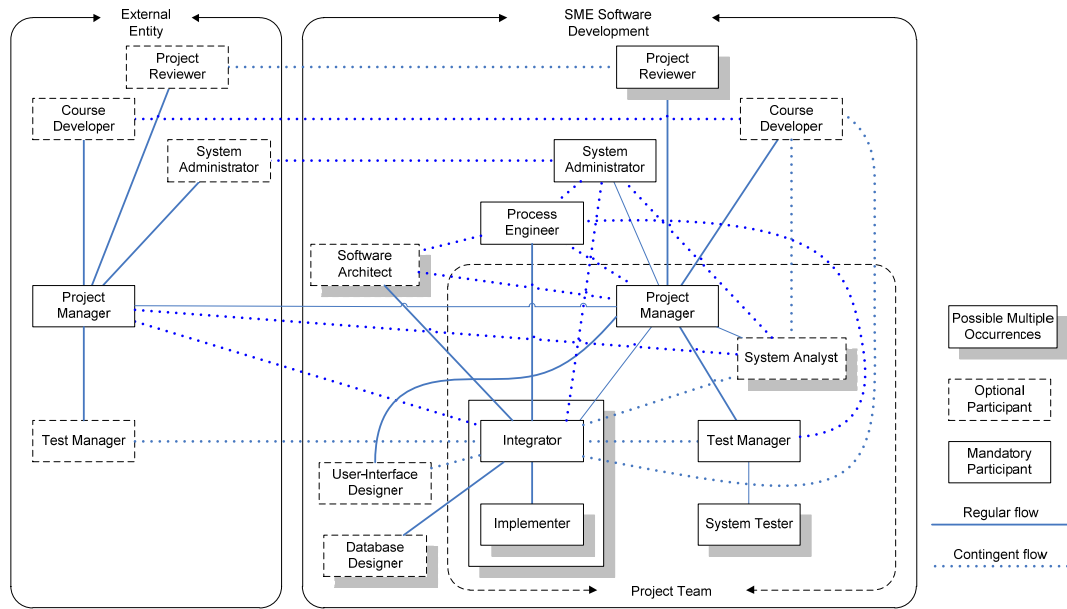 External
Entity
SME Software
Development
Project
Reviewer
Project
Reviewer
Course
Developer
Course
Developer
System
Administrator
System
Administrator
Process
Engineer
Software
Architect
Project
Manager
Project
Manager
Possible Multiple
Occurrences
System Analyst
Optional
Participant
Test Manager
Integrator
Test Manager
Mandatory
Participant
User-Interface
Designer
Implementer
System Tester
Regular flow
Database
Designer
Contingent flow
Project Team